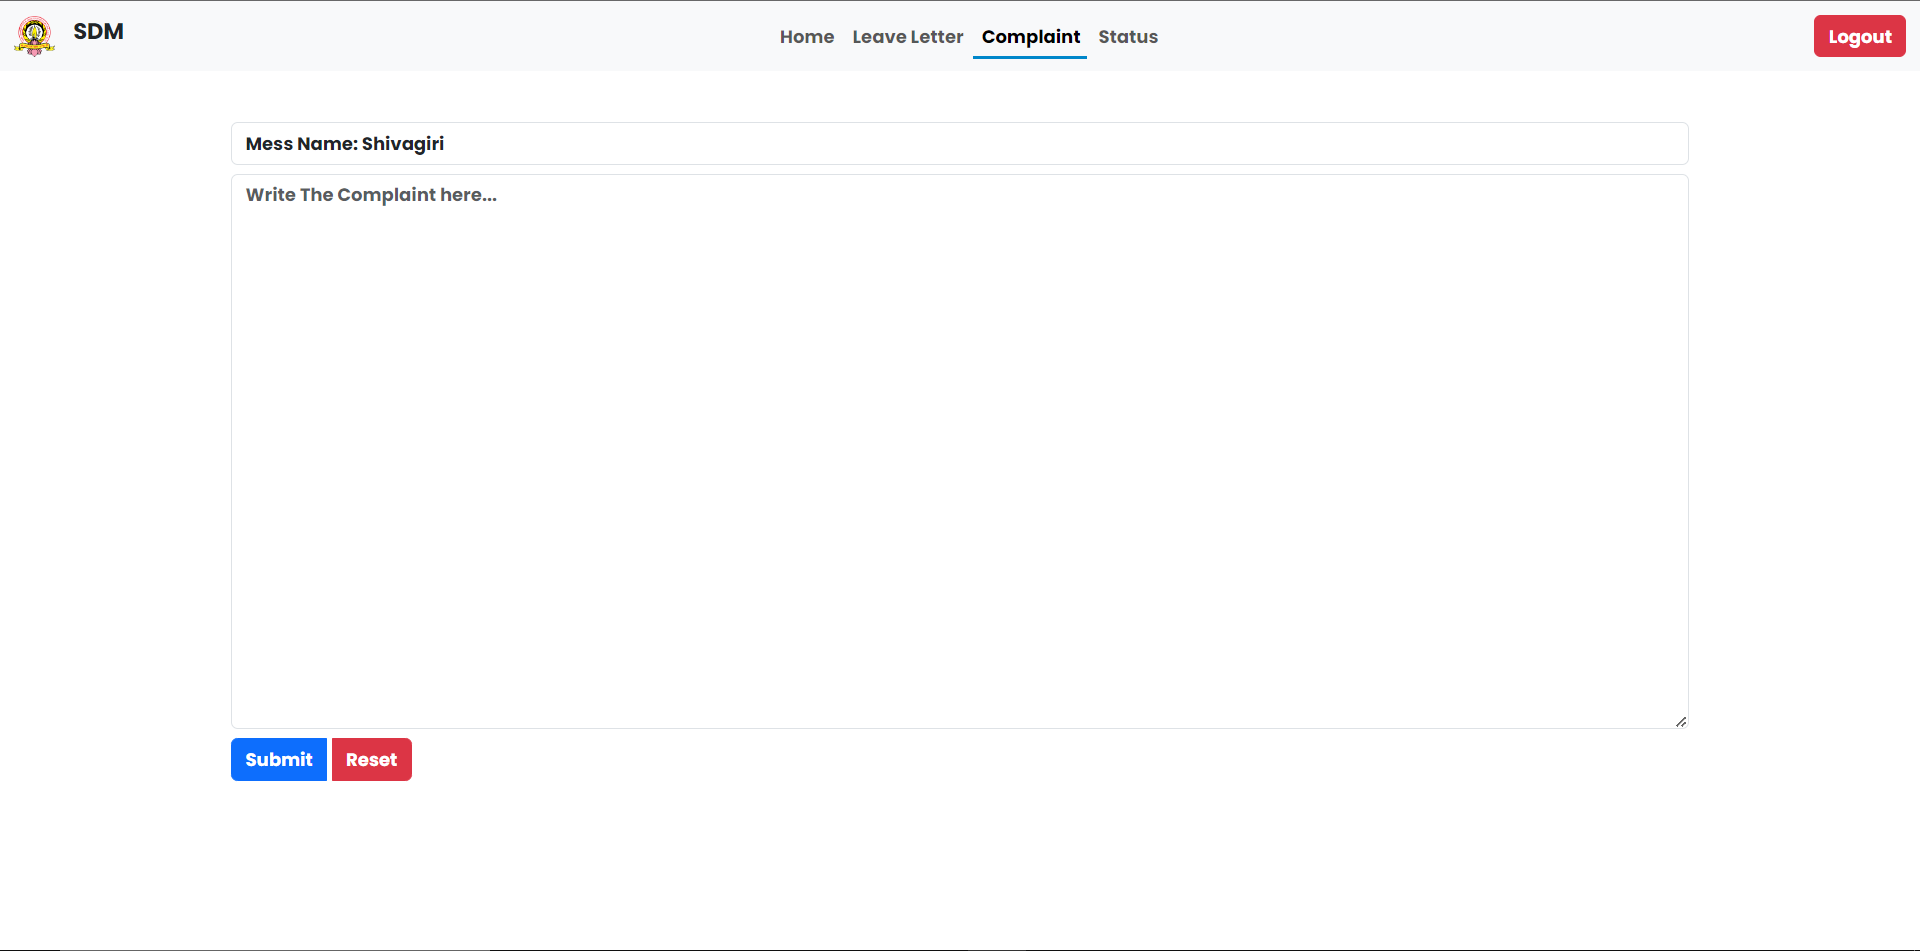 SDM
Home Leave Letter Complaint Status
Logout
Mess Name: Shivagiri
Write The Complaint here...
Submit Reset